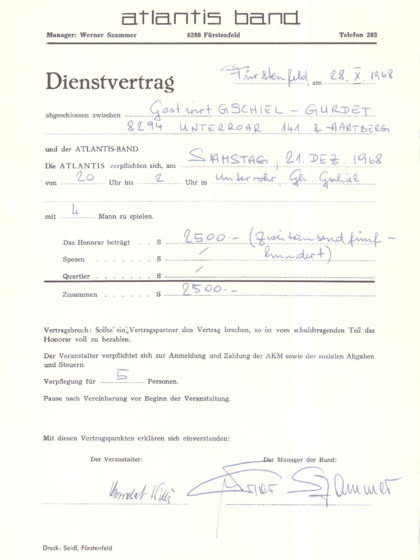 atlantis band
Manager: Werner Szammer 8280 Fürstenfeld Telefon 203
Dienstvertrag
Fürstenfeld, am 28. X. 1968
abgeschlossen zwischen Gastwirt GSCHIEL - GURDET
8294 UNTERROAR 141 b HARTBERG
und der ATLANTIS-BAND
Die ATLANTIS verpflichten sich, am SAMSTAG, 21. DEZ. 1968
von 20 Uhr bis 2 Uhr in Unterrohr, Gh. Gschiel
mit 4 Mann zu spielen.
Das Honorar beträgt . . S 2500.- (Zweitausendfünf-
hundert)
Spesen . . . . . . . S /
Quartier . . . . . . . S /
Zusammen . . . . . . S 2500.-
Vertragsbruch: Sollte ein Vertragspartner den Vertrag brechen, so ist vom schuldtragenden Teil das
Honorar voll zu bezahlen.
Der Veranstalter verpflichtet sich zur Anmeldung und Zahlung der AKM sowie der sozialen Abgaben
und Steuern.
Verpflegung für 5 Personen.
Pause nach Vereinbarung vor Beginn der Veranstaltung.
Mit diesen Vertragspunkten erklären sich einverstanden:
Der Veranstalter: Der Manager der Band:
Willi Werner Szammer
Druck: Seidl, Fürstenfeld